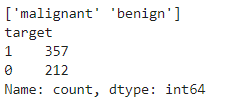 ['malignant' 'benign']
target
1    357
0    212
Name: count, dtype: int64